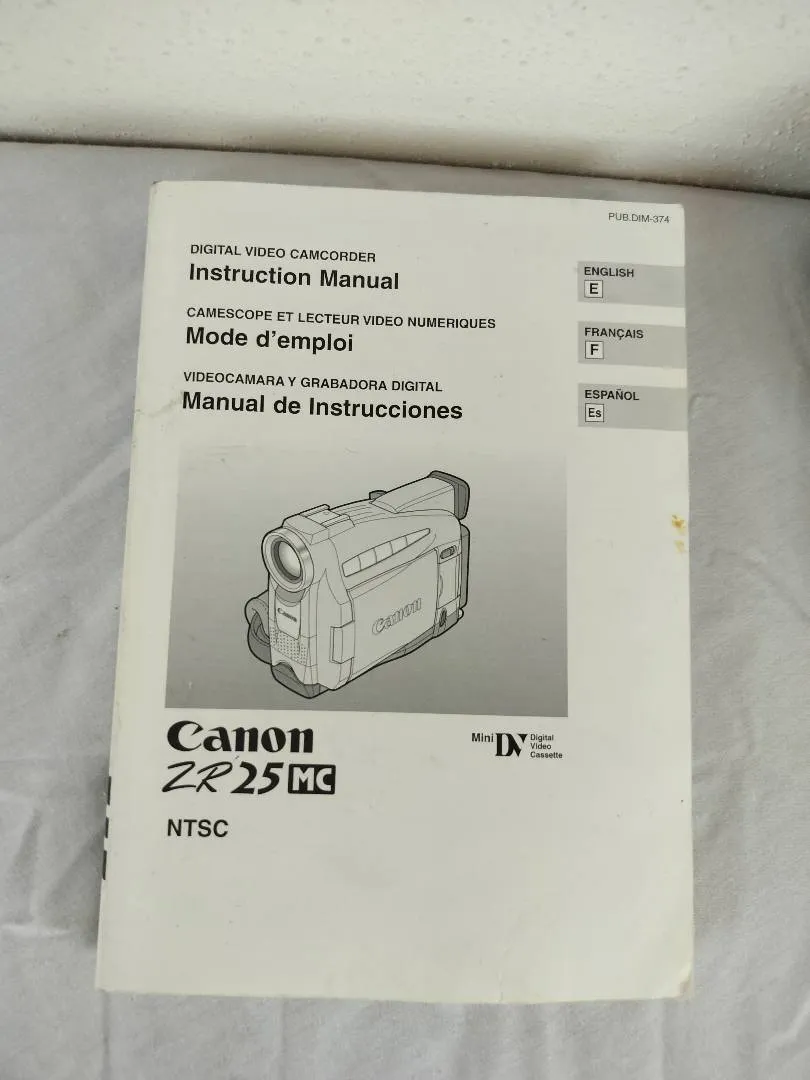 PUB.DIM-374
DIGITAL VIDEO CAMCORDER
Instruction Manual
CAMESCOPE ET LECTEUR VIDEO NUMERIQUES
Mode d'emploi
VIDEOCAMARA Y GRABADORA DIGITAL
Manual de Instrucciones
ENGLISH
E
FRANÇAIS
F
ESPAÑOL
Es
Canon
Canon
Canon
ZR25 MC
NTSC
Mini DV Digital
Video
Cassette